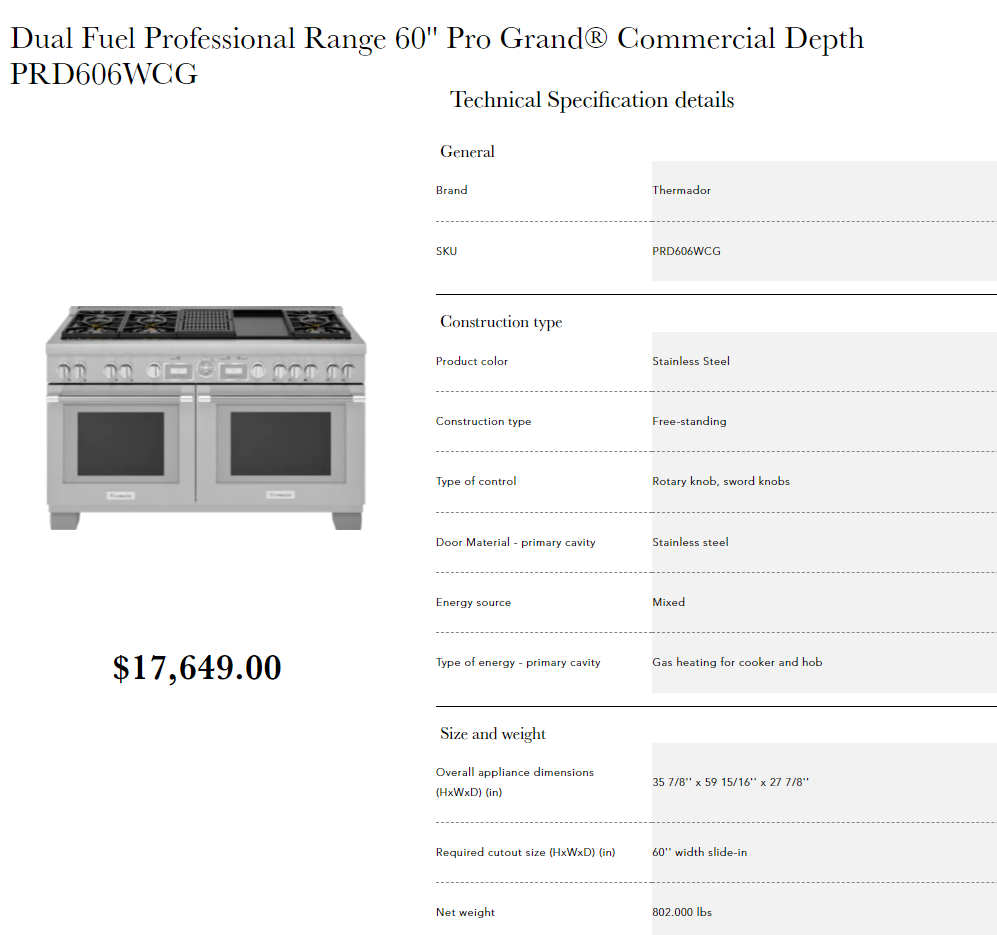 Dual Fuel Professional Range 60" Pro Grand® Commercial Depth
PRD606WCG
Technical Specification details
General
Brand Thermador
SKU PRD606WCG
Construction type
Product color Stainless Steel
Construction type Free-standing
Type of control Rotary knob, sword knobs
Door Material - primary cavity Stainless steel
Energy source Mixed
Type of energy - primary cavity Gas heating for cooker and hob
$17,649.00
Size and weight
Overall appliance dimensions
(HxWxD) (in)
35 7/8'' x 59 15/16'' x 27 7/8''
Required cutout size (HxWxD) (in) 60'' width slide-in
Net weight 802.000 lbs